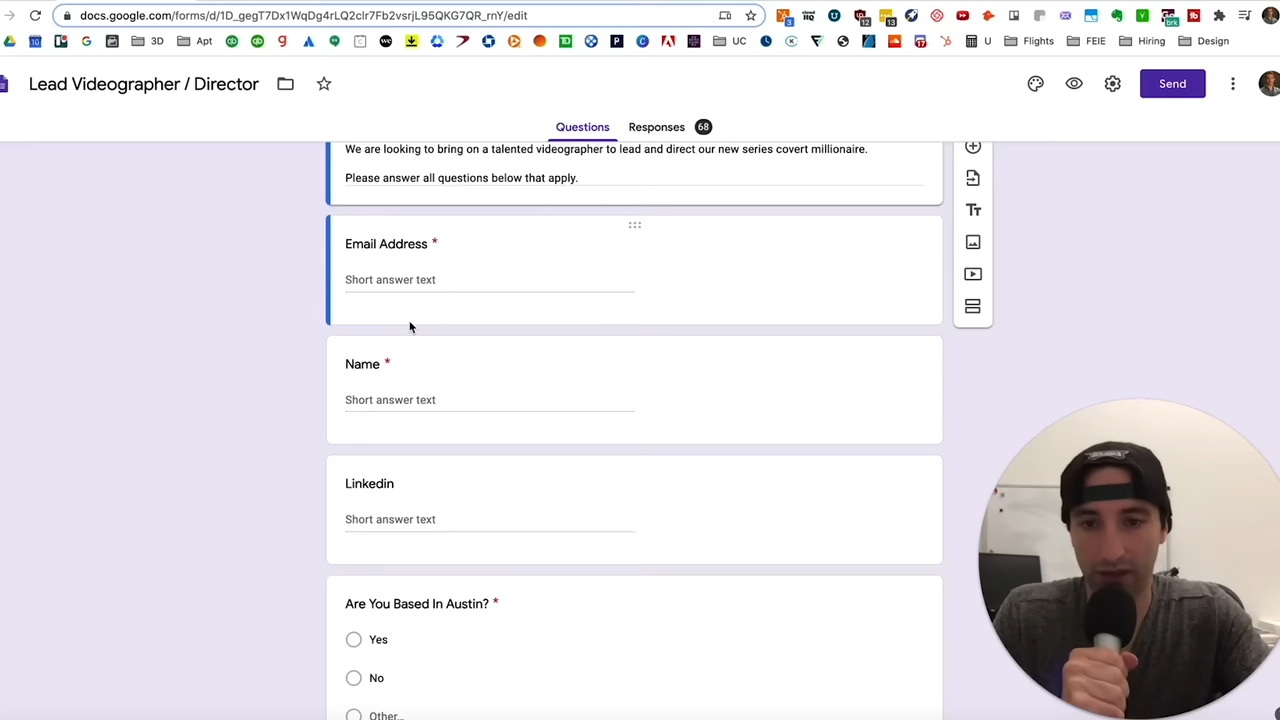 docs.google.com/forms/d/1D_gegT7Dx1WqDg4rLQ2clr7Fb2vsrjL95QKG7QR_rnY/edit
3D
Apt
UC
U
Flights
FEIE
Hiring
Design
Lead Videographer / Director
Send
Questions
Responses 68
We are looking to bring on a talented videographer to lead and direct our new series covert millionaire.
Please answer all questions below that apply.
Email Address *
Short answer text
Name *
Short answer text
Linkedin
Short answer text
Are You Based In Austin? *
Yes
No
Other...